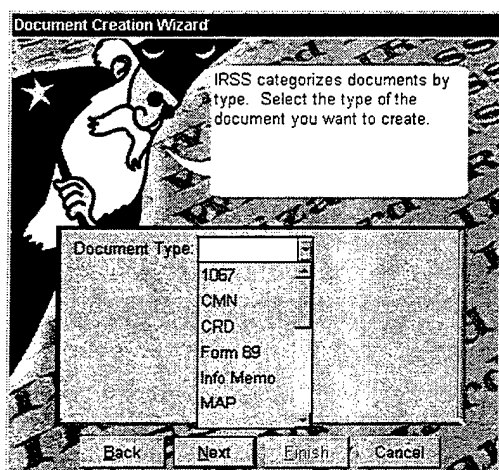 Document Creation Wizard
IRSS categorizes documents by
type. Select the type of the
document you want to create.
Document Type:
1067
CMN
CRD
Form 89
Info Memo
MAP
Back
Next
Finish
Cancel